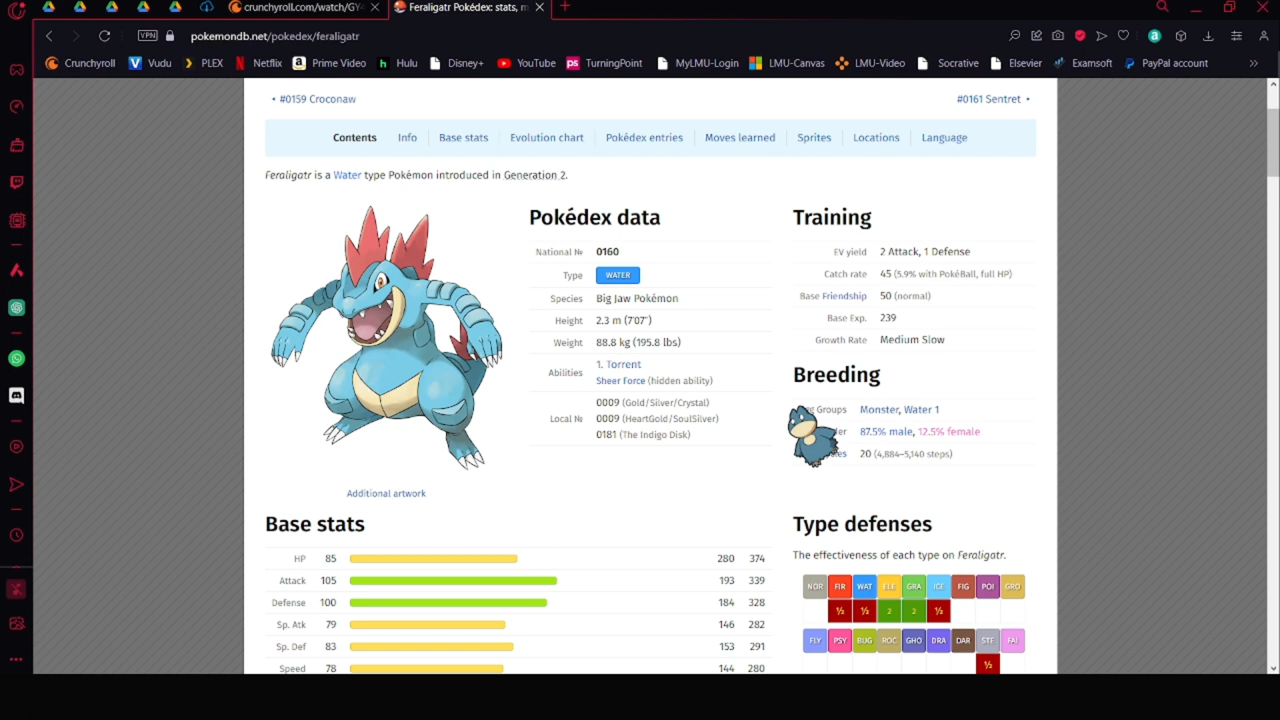 crunchyroll.com/watch/GY
Feraligatr Pokédex: stats, m
VPN
pokemondb.net/pokedex/feraligatr
Crunchyroll
Vudu
PLEX
Netflix
Prime Video
Hulu
Disney+
YouTube
TurningPoint
MyLMU-Login
LMU-Canvas
LMU-Video
Socrative
Elsevier
Examsoft
PayPal account
#0159 Croconaw
#0161 Sentret
Contents
Info
Base stats
Evolution chart
Pokédex entries
Moves learned
Sprites
Locations
Language
Feraligatr is a Water type Pokémon introduced in Generation 2.
Additional artwork
Pokédex data
National № 0160
Type WATER
Species Big Jaw Pokémon
Height 2.3 m (7′07″)
Weight 88.8 kg (195.8 lbs)
Abilities 1. Torrent
Sheer Force (hidden ability)
Local № 0009 (Gold/Silver/Crystal)
0009 (HeartGold/SoulSilver)
0181 (The Indigo Disk)
Training
EV yield 2 Attack, 1 Defense
Catch rate 45 (5.9% with PokéBall, full HP)
Base Friendship 50 (normal)
Base Exp. 239
Growth Rate Medium Slow
Breeding
Groups Monster, Water 1
87.5% male, 12.5% female
20 (4,884–5,140 steps)
Base stats
HP 85 280 374
Attack 105 193 339
Defense 100 184 328
Sp. Atk 79 146 282
Sp. Def 83 153 291
Speed 78 144 280
Type defenses
The effectiveness of each type on Feraligatr.
NOR FIR WAT ELE GRA ICE FIG POI GRO
½ ½ 2 2 ½
FLY PSY BUG ROC GHO DRA DAR STE FAI
½